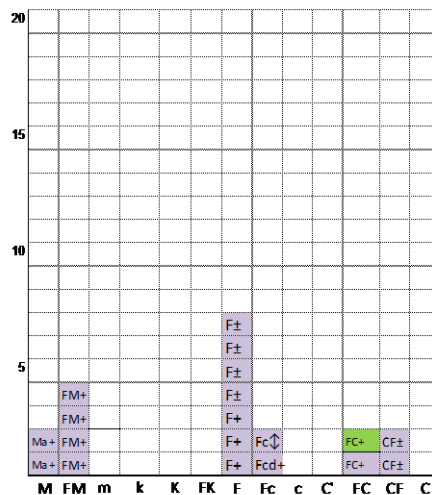 20
15
10
F±
F±
5 F±
FM+ F±
FM+ F+
Ma+ FM+ F+ Fc↕ FC+ CF±
Ma+ FM+ F+ Fcd+ FC+ CF±
M FM m k K FK F Fc c C' FC CF C